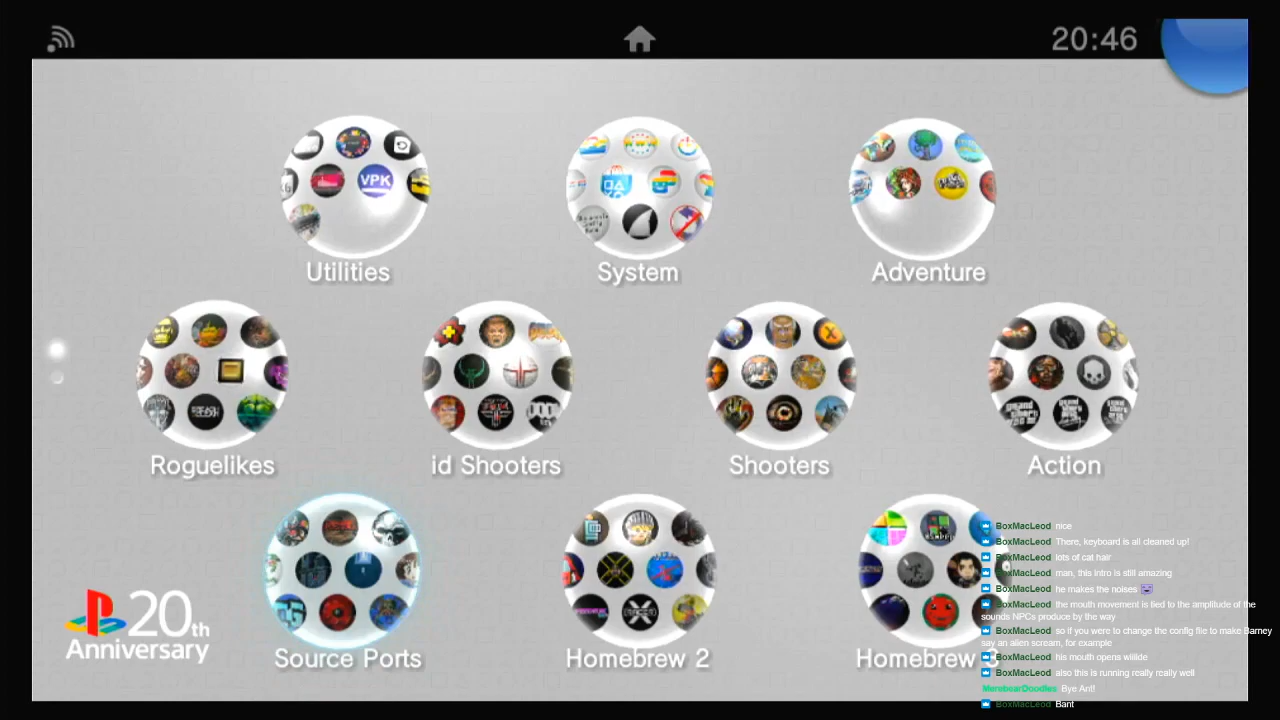 20:46
VPK
Utilities
System
Adventure
Roguelikes
id Shooters
Shooters
Action
20th
Anniversary
Source Ports
Homebrew 2
Homebrew 3
BoxMacLeod nice
BoxMacLeod There, keyboard is all cleaned up!
BoxMacLeod lots of cat hair
BoxMacLeod man, this intro is still amazing
BoxMacLeod he makes the noises
BoxMacLeod the mouth movement is tied to the amplitude of the
sounds NPCs produce by the way
BoxMacLeod so if you were to change the config file to make Barney
say an alien scream, for example
BoxMacLeod his mouth opens wiiiide
BoxMacLeod also this is running really really well
MerebearDoodles Bye Ant!
BoxMacLeod Bant